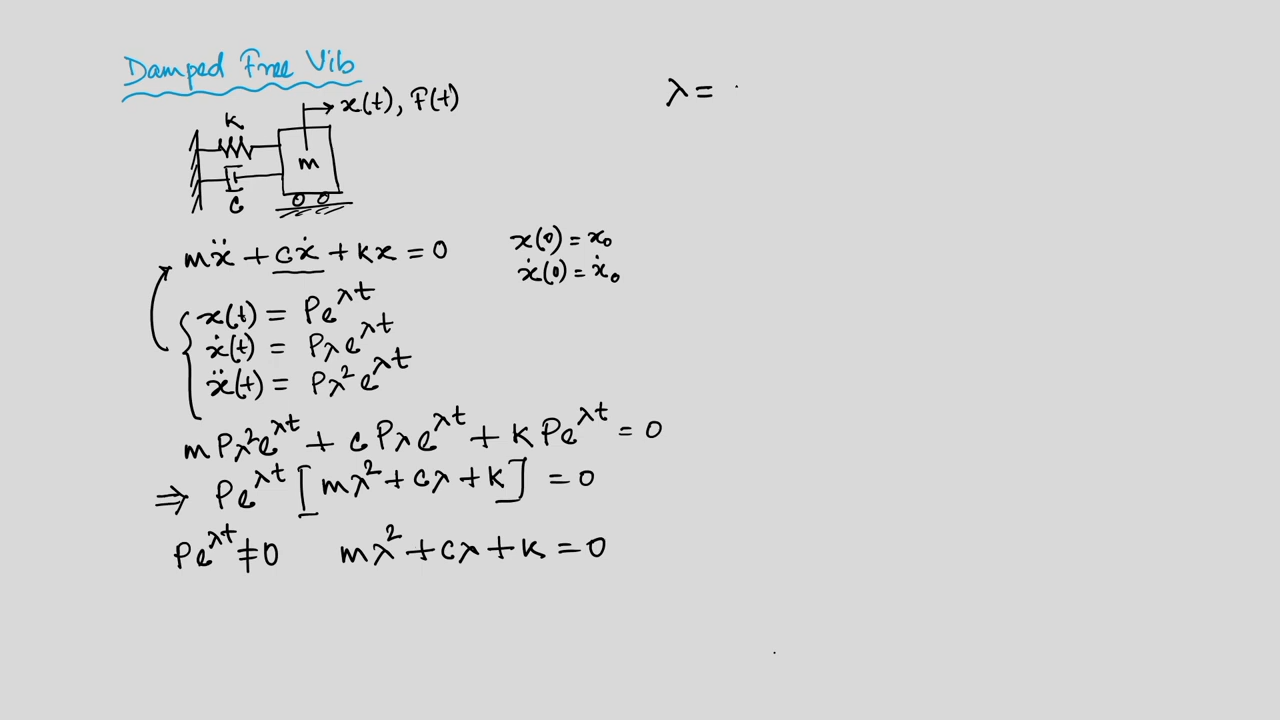 Damped Free Vib
x(t), F(t)
K
m
C
mẍ + cẋ + kx = 0
x(0) = x₀
ẋ(0) = ẋ₀
x(t) = Pe^λt
ẋ(t) = Pλe^λt
ẍ(t) = Pλ²e^λt
mPλ²e^λt + cPλe^λt + kPe^λt = 0
⇒ Pe^λt [mλ² + cλ + k] = 0
Pe^λt ≠ 0 mλ² + cλ + k = 0
λ =